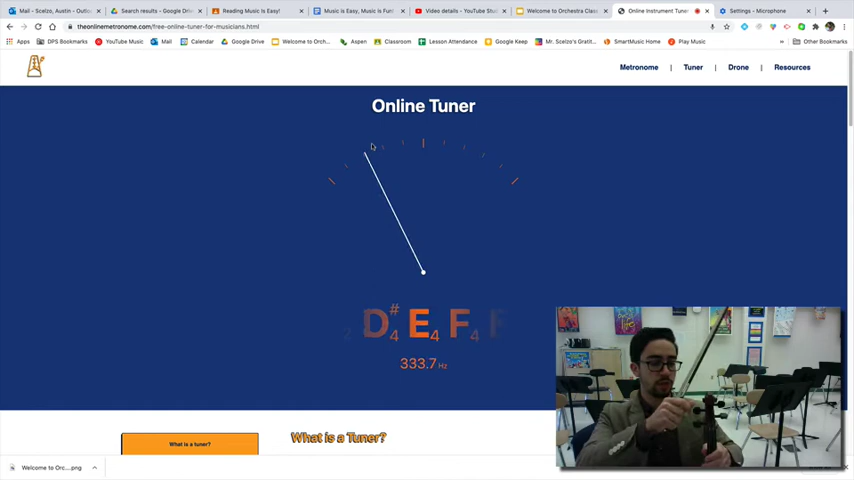 Mail - Scelzo, Austin - Outlo
Search results - Google Drive
Reading Music is Easy!
Music is Easy, Music is Fun!
Video details - YouTube Stu
Welcome to Orchestra Class
Online Instrument Tuner
Settings - Microphone
theonlinemetronome.com/free-online-tuner-for-musicians.html
Apps
DPS Bookmarks
YouTube Music
Mail
Calendar
Google Drive
Welcome to Orch...
Aspen
Classroom
Lesson Attendance
Google Keep
Mr. Scelzo's Gratit...
SmartMusic Home
Play Music
»
Other Bookmarks
Metronome | Tuner | Drone | Resources
Online Tuner
2 D#4 E4 F4 F
333.7 Hz
What is a tuner?
What is a Tuner?
Welcome to Orc....png